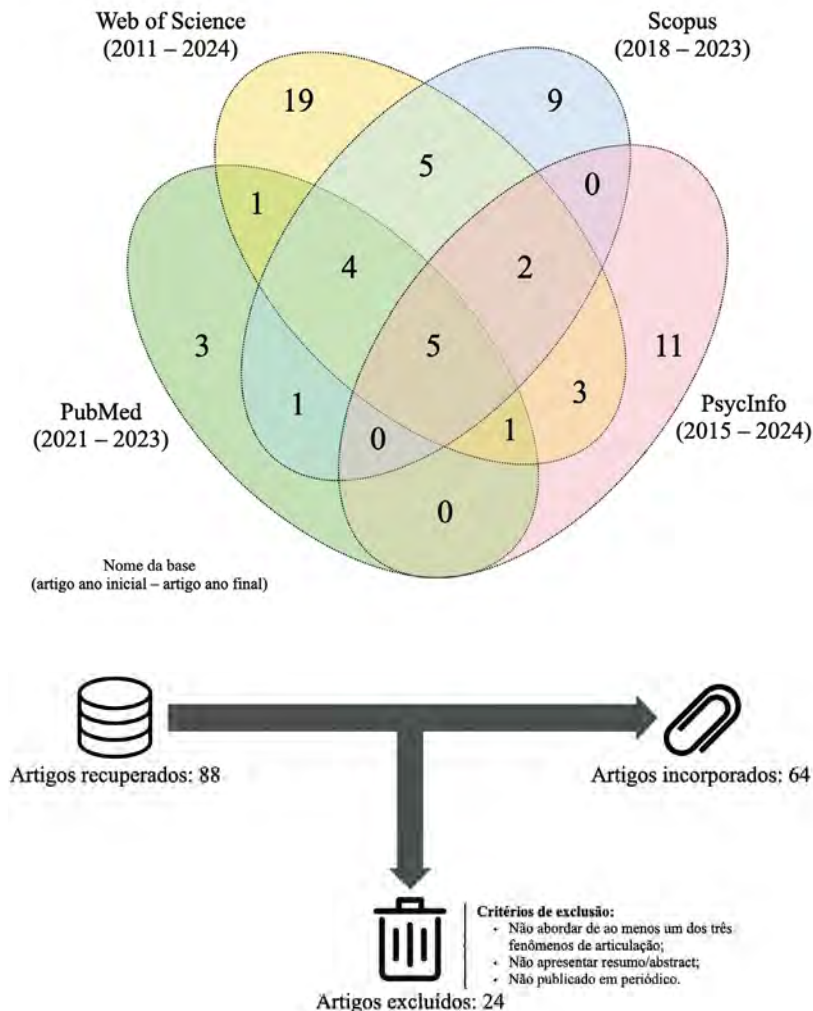 Web of Science
(2011 – 2024)
Scopus
(2018 – 2023)
19
9
5
0
1
4
2
3
5
11
1
3
0
1
0
PubMed
(2021 – 2023)
PsycInfo
(2015 – 2024)
Nome da base
(artigo ano inicial – artigo ano final)
Artigos recuperados: 88
Artigos incorporados: 64
Critérios de exclusão:
• Não abordar de ao menos um dos três
fenômenos de articulação;
• Não apresentar resumo/abstract;
• Não publicado em periódico.
Artigos excluídos: 24